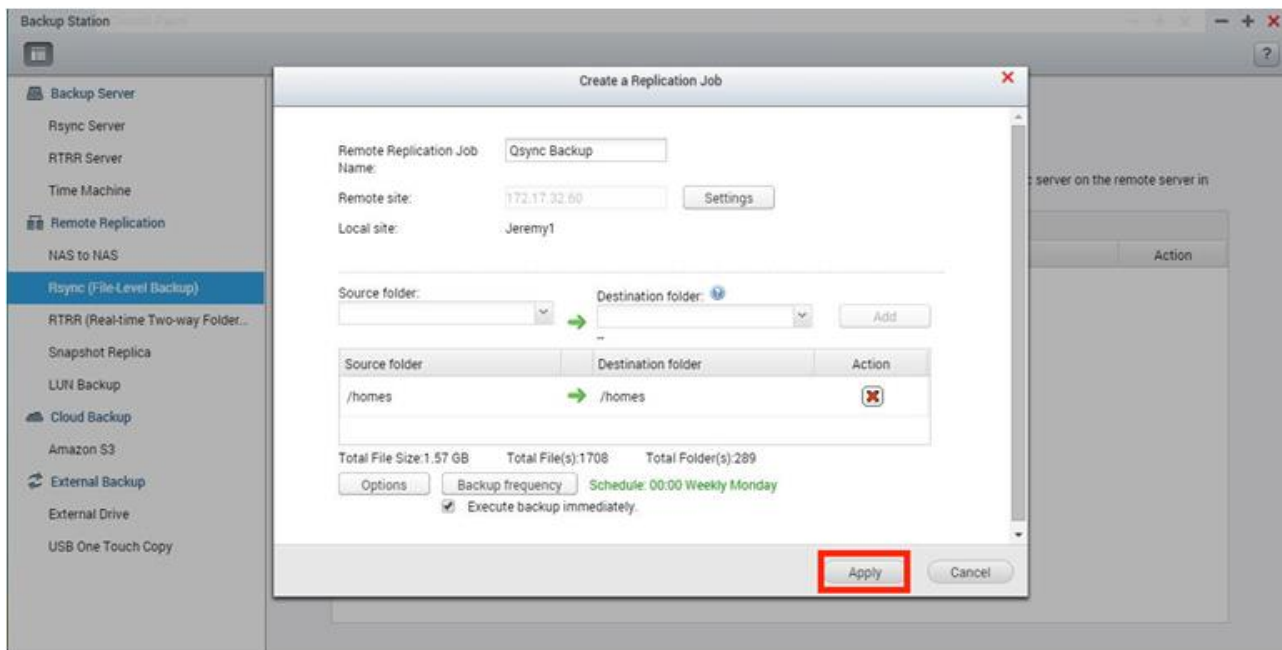 Backup Station
?
Backup Server
Rsync Server
RTRR Server
Time Machine
Remote Replication
NAS to NAS
Rsync (File-Level Backup)
RTRR (Real-time Two-way Folder...
Snapshot Replica
LUN Backup
Cloud Backup
Amazon S3
External Backup
External Drive
USB One Touch Copy
server on the remote server in
Action
Create a Replication Job
Remote Replication Job
Name:
Qsync Backup
Remote site:
172.17.32.60
Settings
Local site:
Jeremy1
Source folder:
Destination folder:
Add
--
Source folder
Destination folder
Action
/homes
/homes
Total File Size:1.57 GB Total File(s):1708 Total Folder(s):289
Options
Backup frequency
Schedule: 00:00 Weekly Monday
Execute backup immediately.
Apply
Cancel